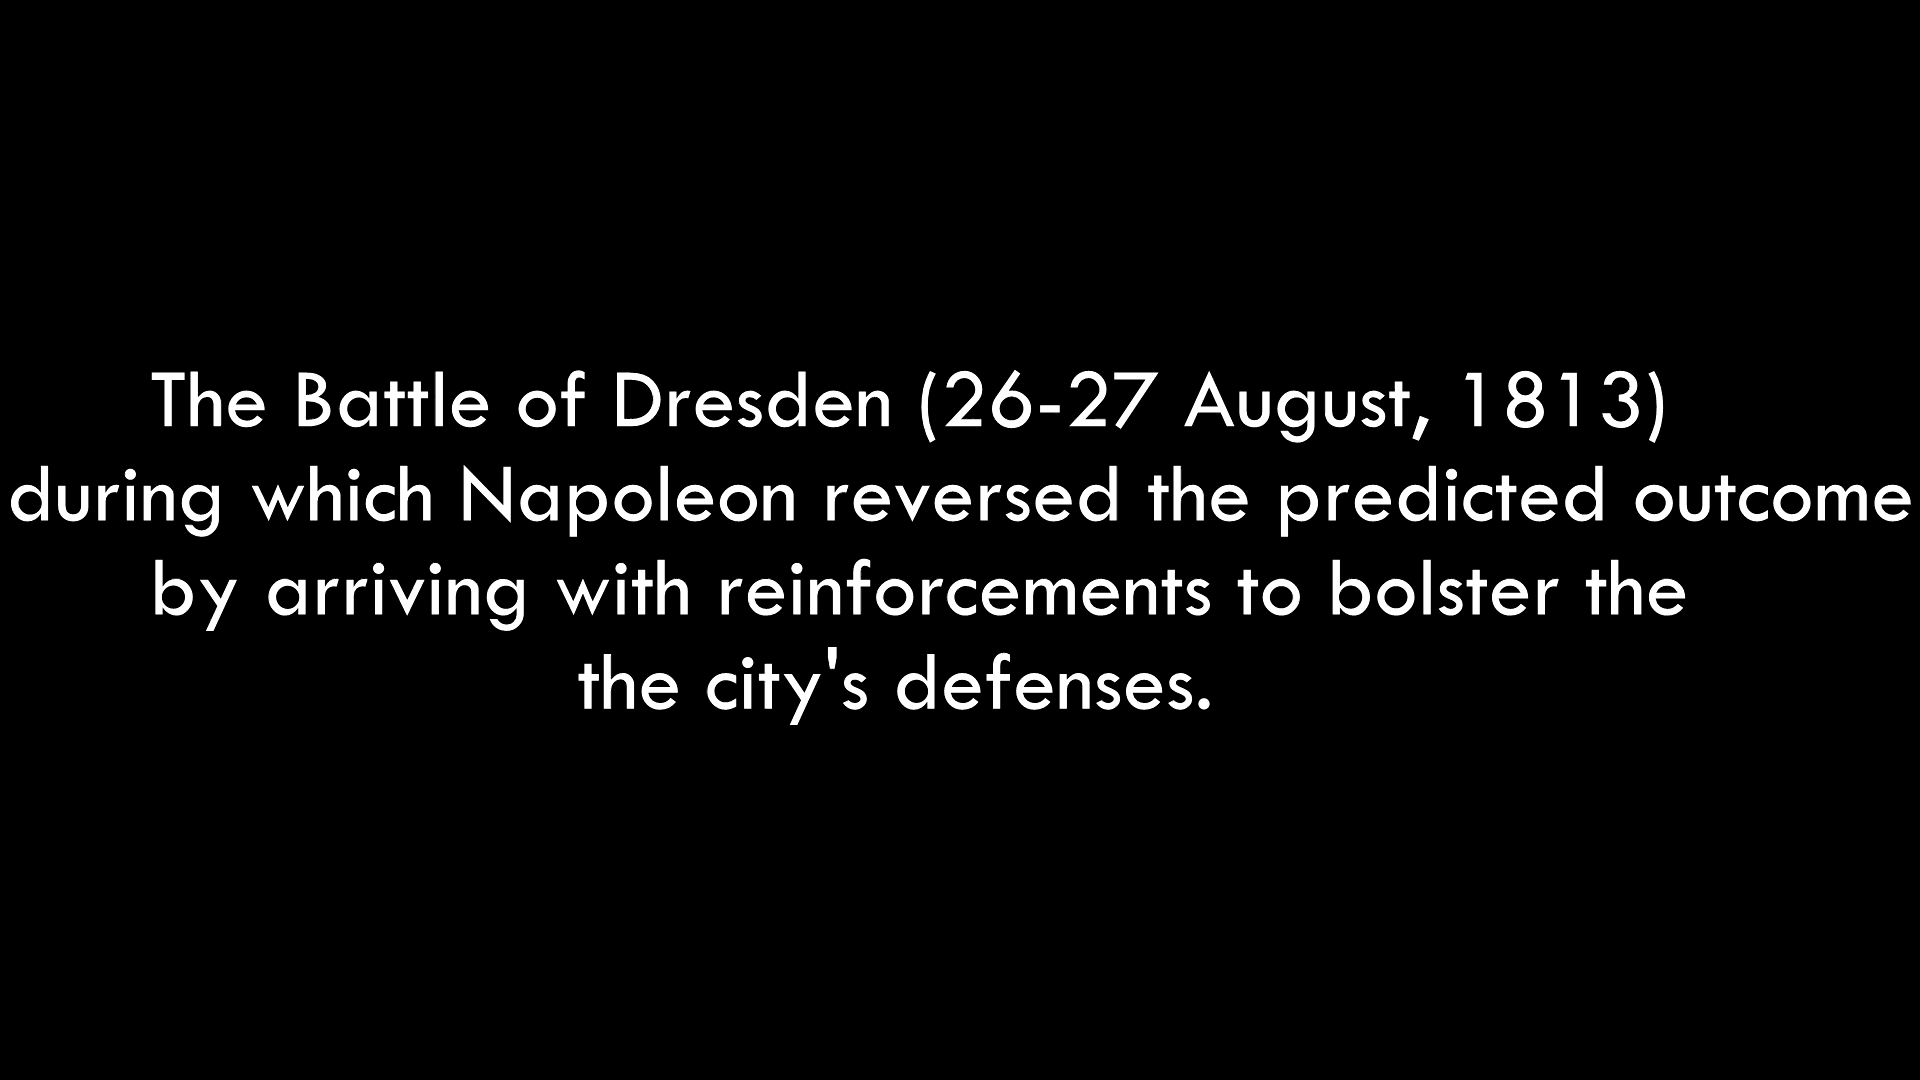 The Battle of Dresden (26-27 August, 1813)
during which Napoleon reversed the predicted outcome
by arriving with reinforcements to bolster the
the city's defenses.